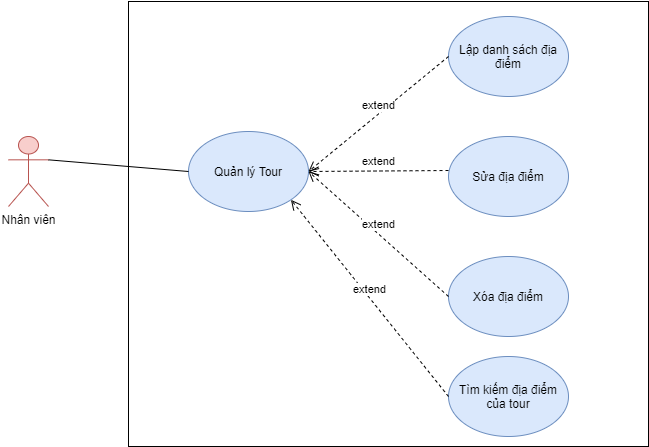 Lập danh sách địa
điểm
extend
extend
Quản lý Tour
Sửa địa điểm
Nhân viên
extend
Xóa địa điểm
extend
Tìm kiếm địa điểm
của tour